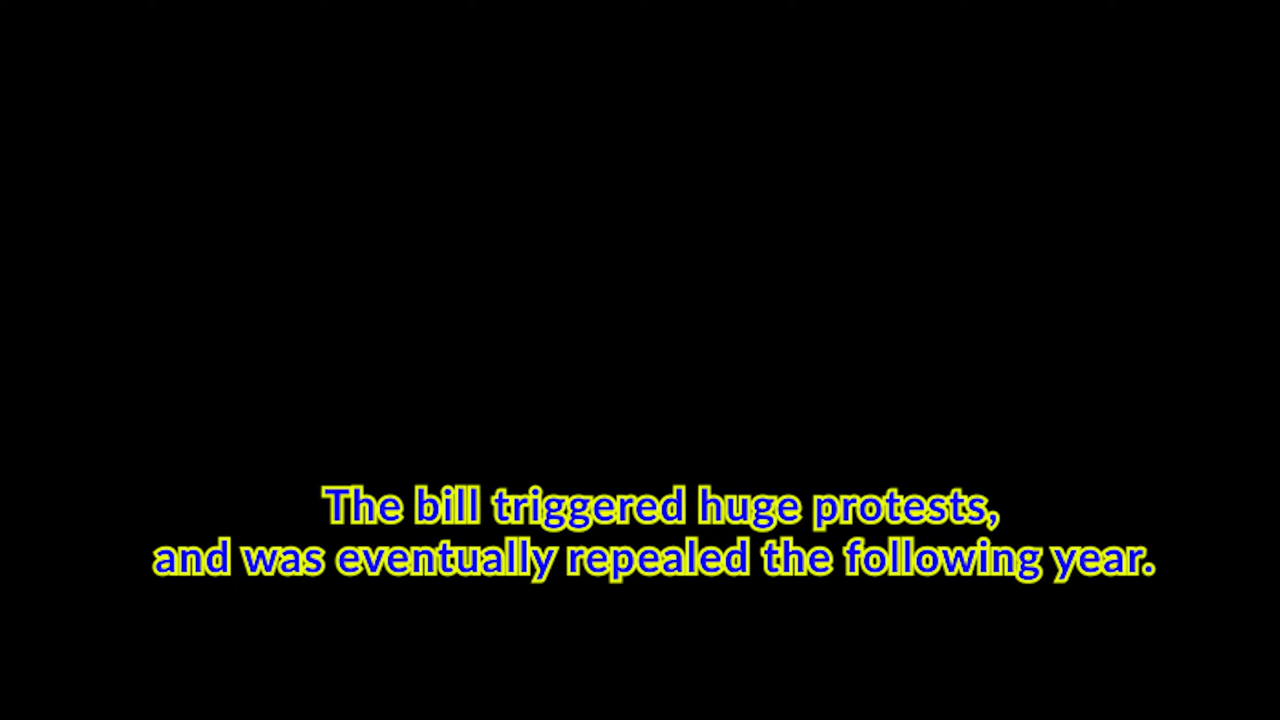 The bill triggered huge protests,
and was eventually repealed the following year.